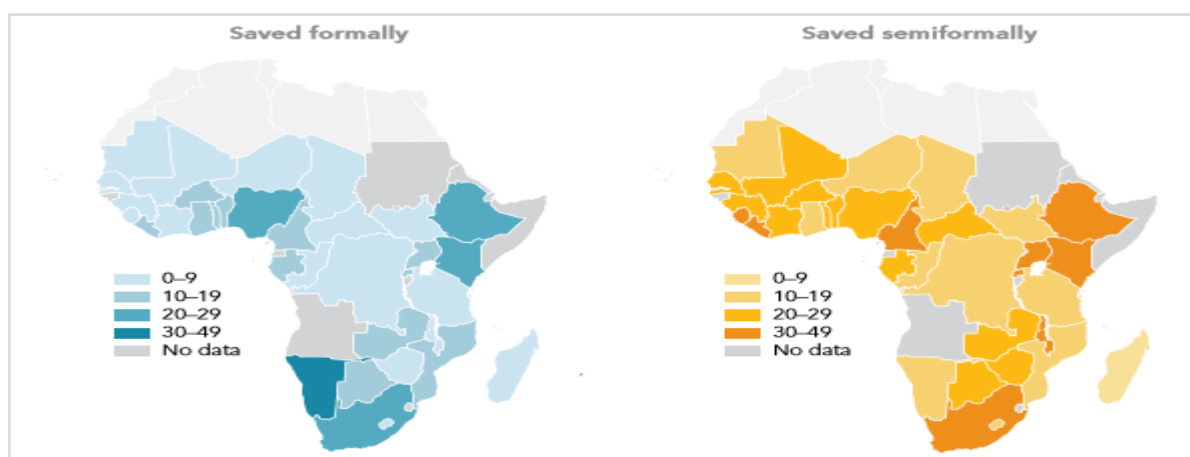 Saved formally
0–9
10–19
20–29
30–49
No data
Saved semiformally
0–9
10–19
20–29
30–49
No data